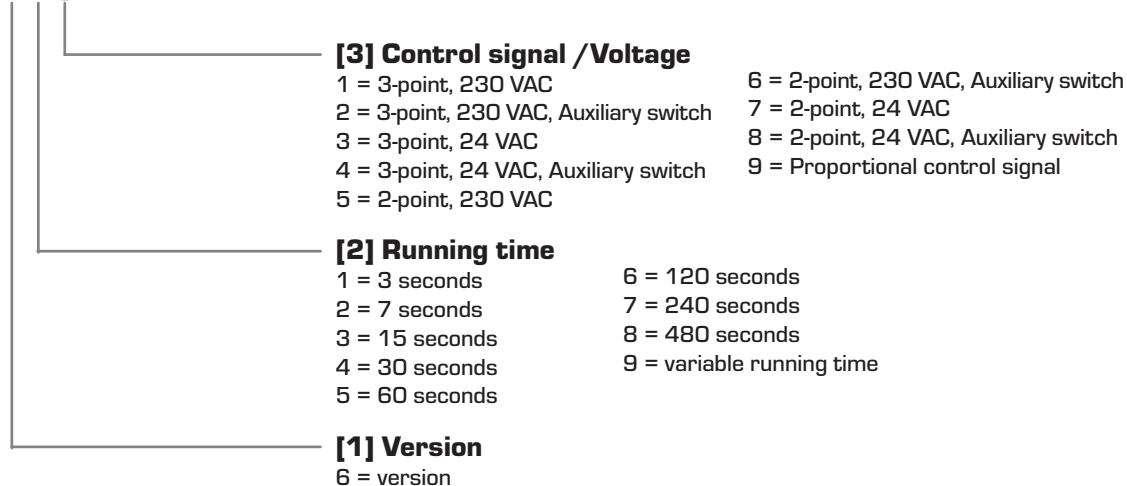 [3] Control signal /Voltage
1 = 3-point, 230 VAC
2 = 3-point, 230 VAC, Auxiliary switch
3 = 3-point, 24 VAC
4 = 3-point, 24 VAC, Auxiliary switch
5 = 2-point, 230 VAC
6 = 2-point, 230 VAC, Auxiliary switch
7 = 2-point, 24 VAC
8 = 2-point, 24 VAC, Auxiliary switch
9 = Proportional control signal
[2] Running time
1 = 3 seconds
2 = 7 seconds
3 = 15 seconds
4 = 30 seconds
5 = 60 seconds
6 = 120 seconds
7 = 240 seconds
8 = 480 seconds
9 = variable running time
[1] Version
6 = version